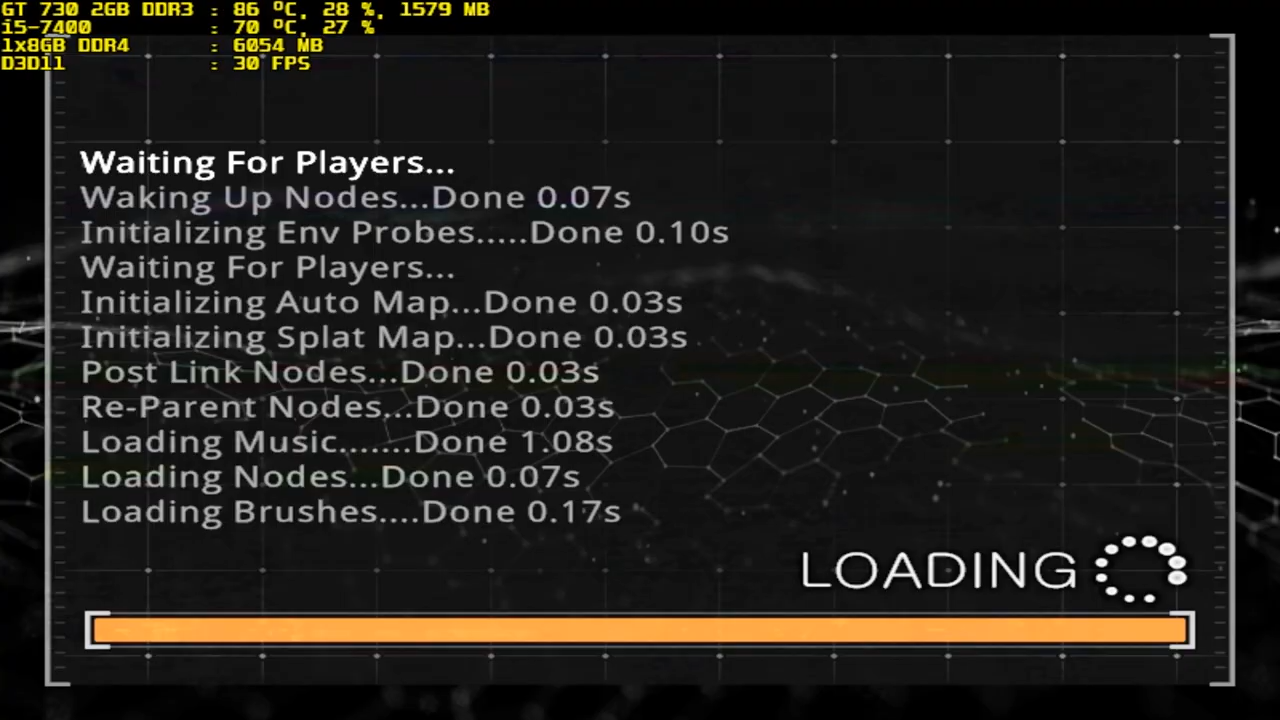 GT 730 2GB DDR3 : 86 ºC, 28 %, 1579 MB
i5-7400 : 70 ºC, 27 %
1x8GB DDR4 : 6054 MB
D3D11 : 30 FPS
Waiting For Players...
Waking Up Nodes...Done 0.07s
Initializing Env Probes.....Done 0.10s
Waiting For Players...
Initializing Auto Map...Done 0.03s
Initializing Splat Map...Done 0.03s
Post Link Nodes...Done 0.03s
Re-Parent Nodes...Done 0.03s
Loading Music.......Done 1.08s
Loading Nodes...Done 0.07s
Loading Brushes....Done 0.17s
LOADING